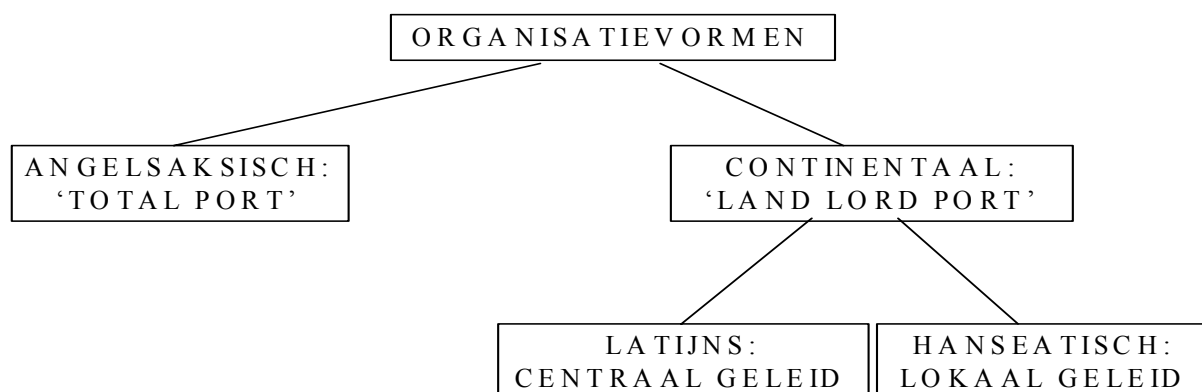 ORGANISATIEVORMEN
ANGELSAKSISCH:
‘TOTAL PORT’
CONTINENTAAL:
‘LAND LORD PORT’
LATIJNS:
CENTRAAL GELEID
HANSEATISCH:
LOKAAL GELEID